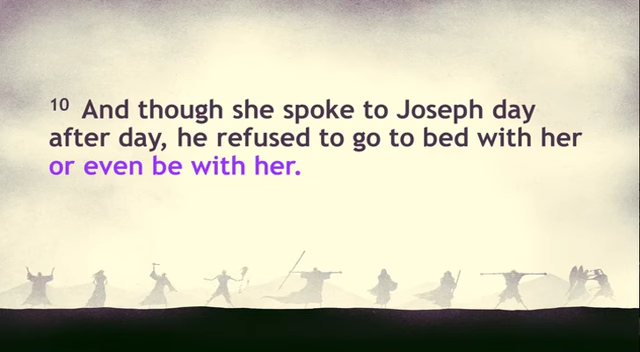 10 And though she spoke to Joseph day
after day, he refused to go to bed with her
or even be with her.